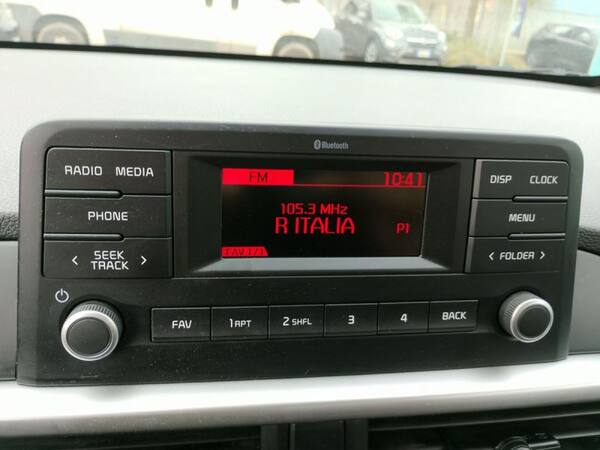 Bluetooth
RADIO MEDIA
PHONE
< SEEK >
TRACK
FM 10:41
105.3 MHz
R ITALIA P1
FAV 1/3
DISP CLOCK
MENU
< FOLDER >
FAV 1 RPT 2 SHFL 3 4 BACK